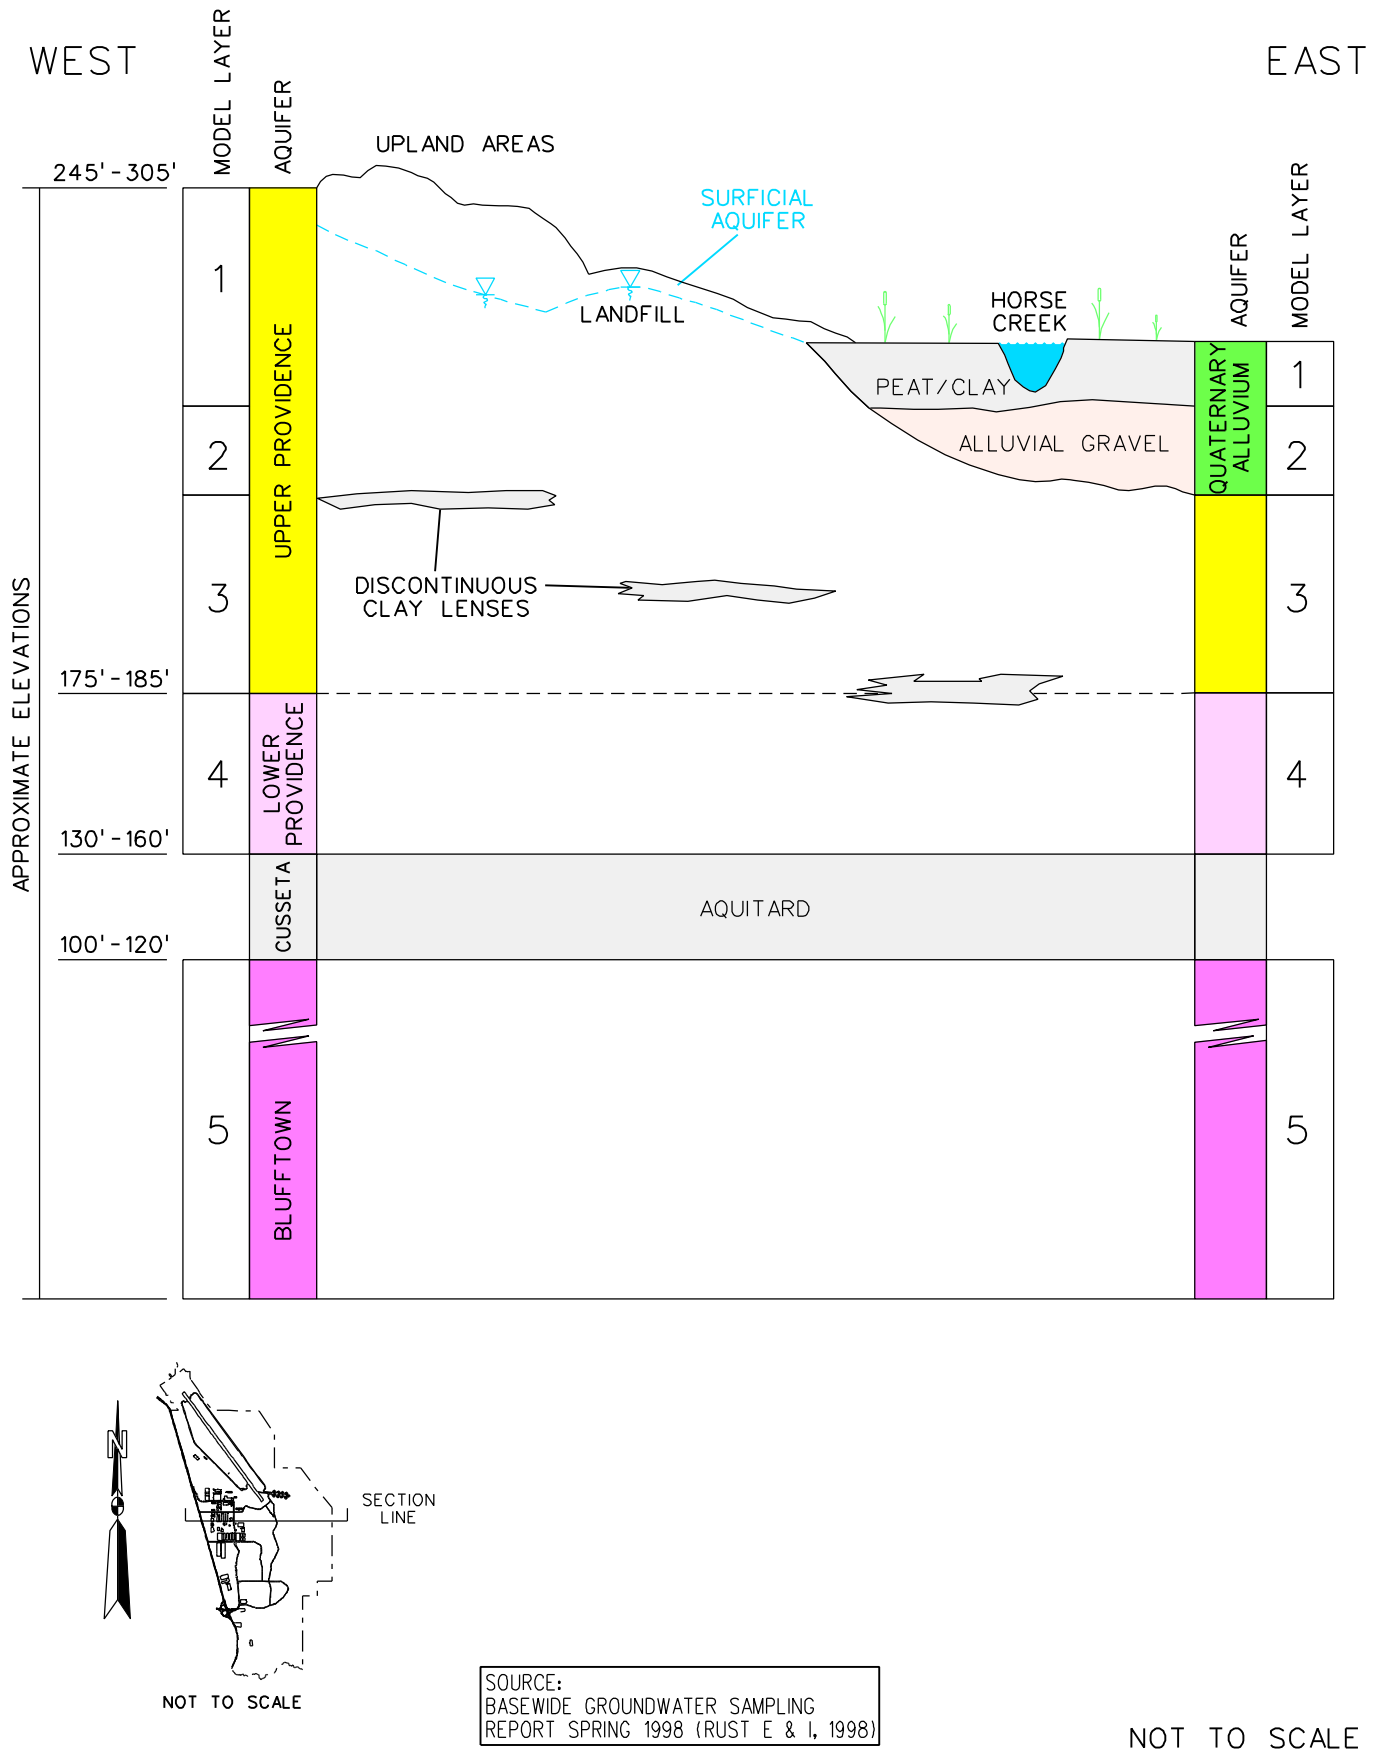 WEST
EAST
MODEL LAYER
AQUIFER
UPLAND AREAS
245'-305'
SURFICIAL
AQUIFER
MODEL LAYER
AQUIFER
1
HORSE
CREEK
LANDFILL
UPPER PROVIDENCE
PEAT/CLAY
QUATERNARY
ALLUVIUM
1
2
ALLUVIAL GRAVEL
2
DISCONTINUOUS
CLAY LENSES
3
3
APPROXIMATE ELEVATIONS
175'-185'
4
LOWER
PROVIDENCE
4
130'-160'
CUSSETA
AQUITARD
100'-120'
5
BLUFFTOWN
5
N
SECTION
LINE
NOT TO SCALE
SOURCE:
BASEWIDE GROUNDWATER SAMPLING
REPORT SPRING 1998 (RUST E & I, 1998)
NOT TO SCALE